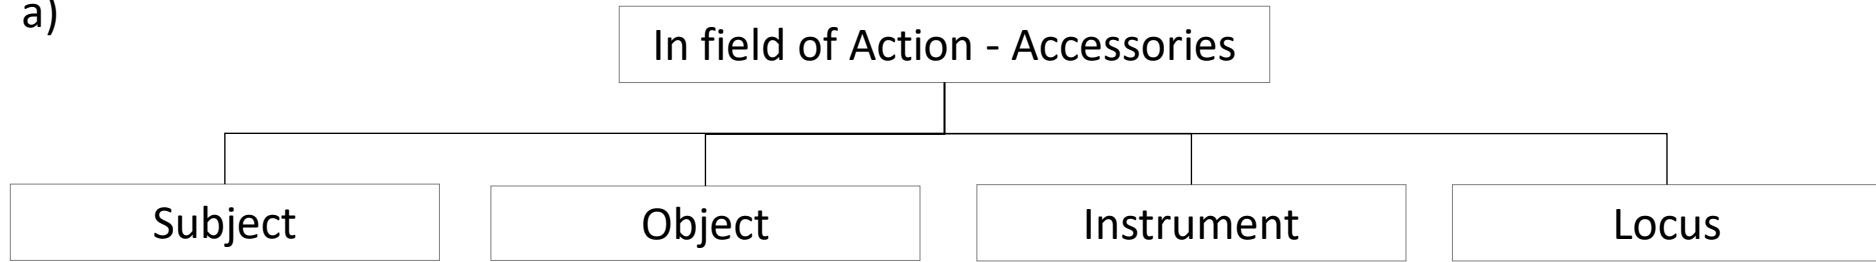 a)
In field of Action - Accessories
Subject
Object
Instrument
Locus